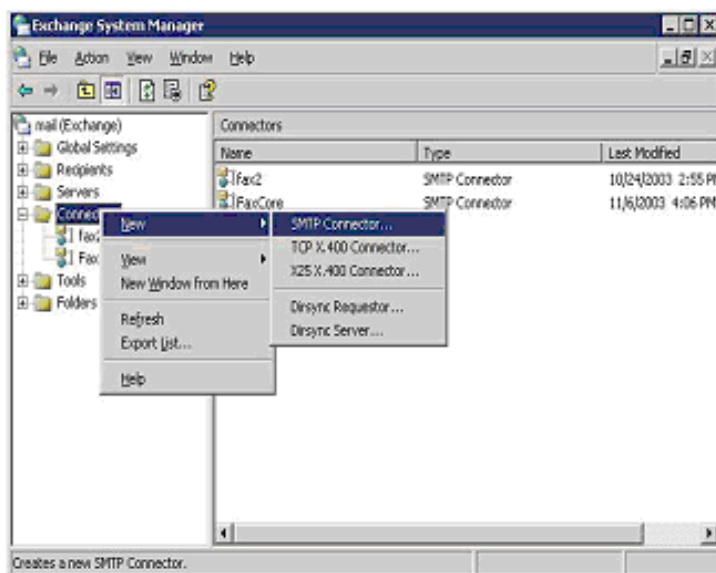 Exchange System Manager
File Action View Window Help
mail (Exchange)
Global Settings
Recipients
Servers
Connec
fax2
Fax
Tools
Folders
Connectors
Name Type Last Modified
fax2 SMTP Connector 10/24/2003 2:55 PM
FaxCore SMTP Connector 11/6/2003 4:06 PM
New
View
New Window from Here
Refresh
Export List...
Help
SMTP Connector...
TCP X.400 Connector...
X25 X.400 Connector...
Dirsync Requestor...
Dirsync Server...
Creates a new SMTP Connector.